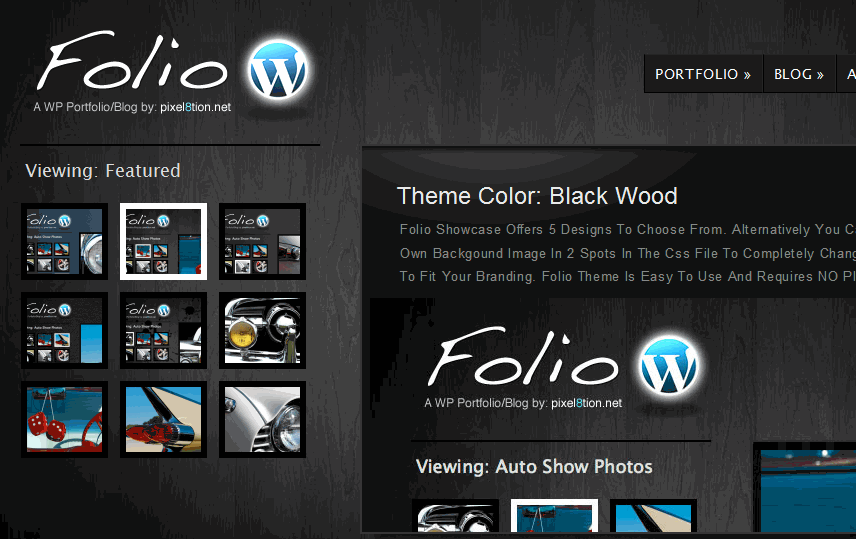 Folio
A WP Portfolio/Blog by: pixel8tion.net
PORTFOLIO » BLOG » A
Viewing: Featured
Theme Color: Black Wood
Folio Showcase Offers 5 Designs To Choose From. Alternatively You C
Own Backgound Image In 2 Spots In The Css File To Completely Chang
To Fit Your Branding. Folio Theme Is Easy To Use And Requires NO Pl
Folio
A WP Portfolio/Blog by: pixel8tion.net
Viewing: Auto Show Photos